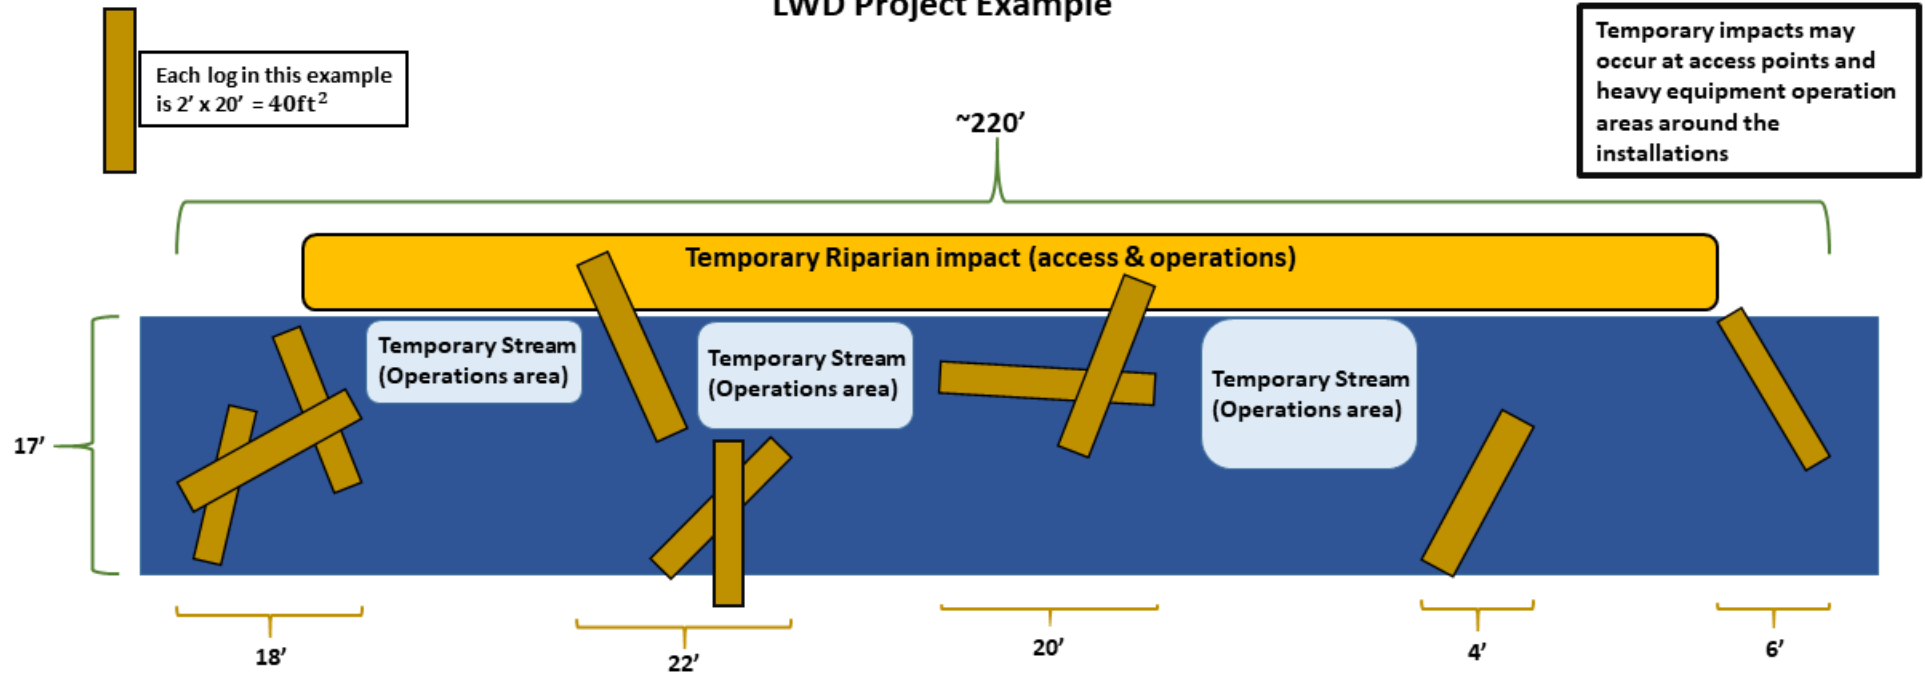 LWD Project Example
Each log in this example
is 2’ x 20’ = 40ft²
Temporary impacts may
occur at access points and
heavy equipment operation
areas around the
installations
~220’
Temporary Riparian impact (access & operations)
Temporary Stream
(Operations area)
Temporary Stream
(Operations area)
Temporary Stream
(Operations area)
17’
18’
22’
20’
4’
6’